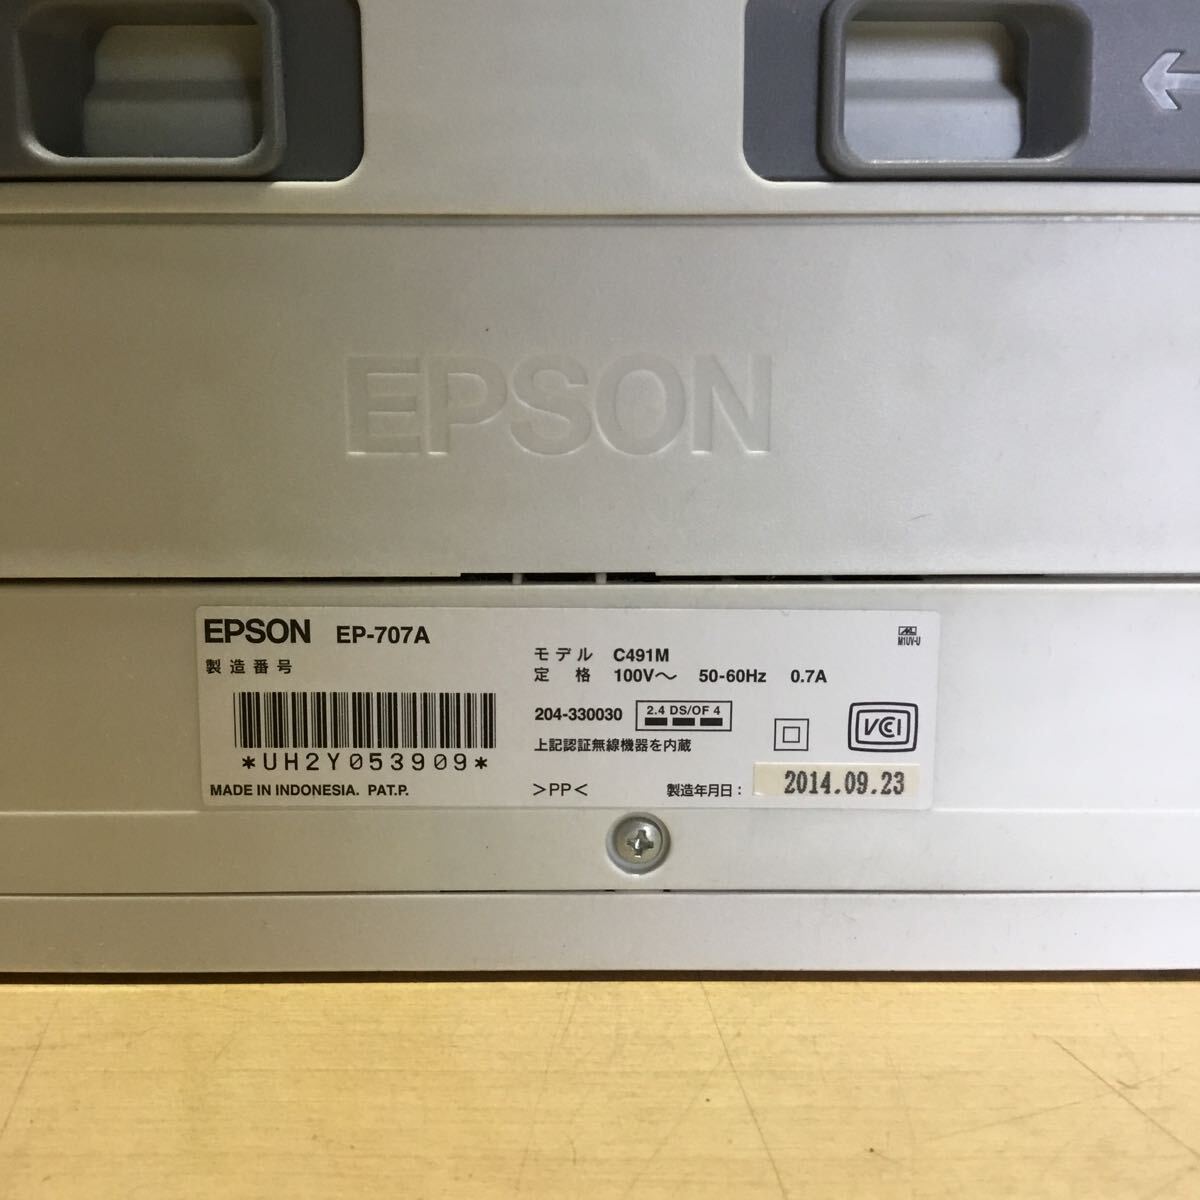 EPSON
EPSON EP-707A
製造番号
*UH2Y053909*
MADE IN INDONESIA. PAT.P.
モデル C491M
定 格 100V～ 50-60Hz 0.7A
204-330030 2.4 DS/OF 4
上記認証無線機器を内蔵
>PP<
M1UV-U
VCCI
製造年月日： 2014.09.23